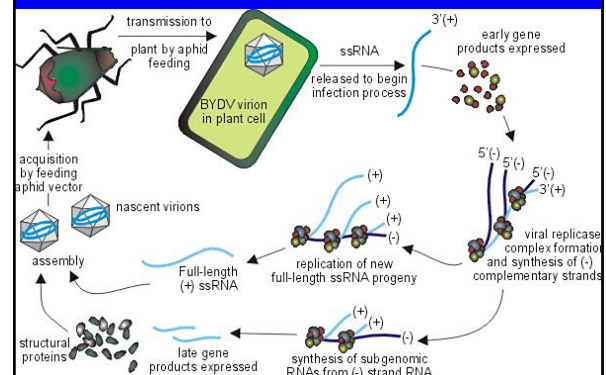 transmission to
plant by aphid
feeding
BYDV virion
in plant cell
ssRNA
released to begin
infection process
3'(+)
early gene
products expressed
5'(-)
5'(-)
5'(-)
3'(+)
viral replicase
complex formation
and synthesis of (-)
complementary strands
(+)
(+)
(+)
(-)
replication of new
full-length ssRNA progeny
Full-length
(+) ssRNA
(+)
(+)
(-)
synthesis of subgenomic
RNAs from (-) strand RNA
late gene
products expressed
structural
proteins
assembly
nascent virions
acquisition
by feeding
aphid vector